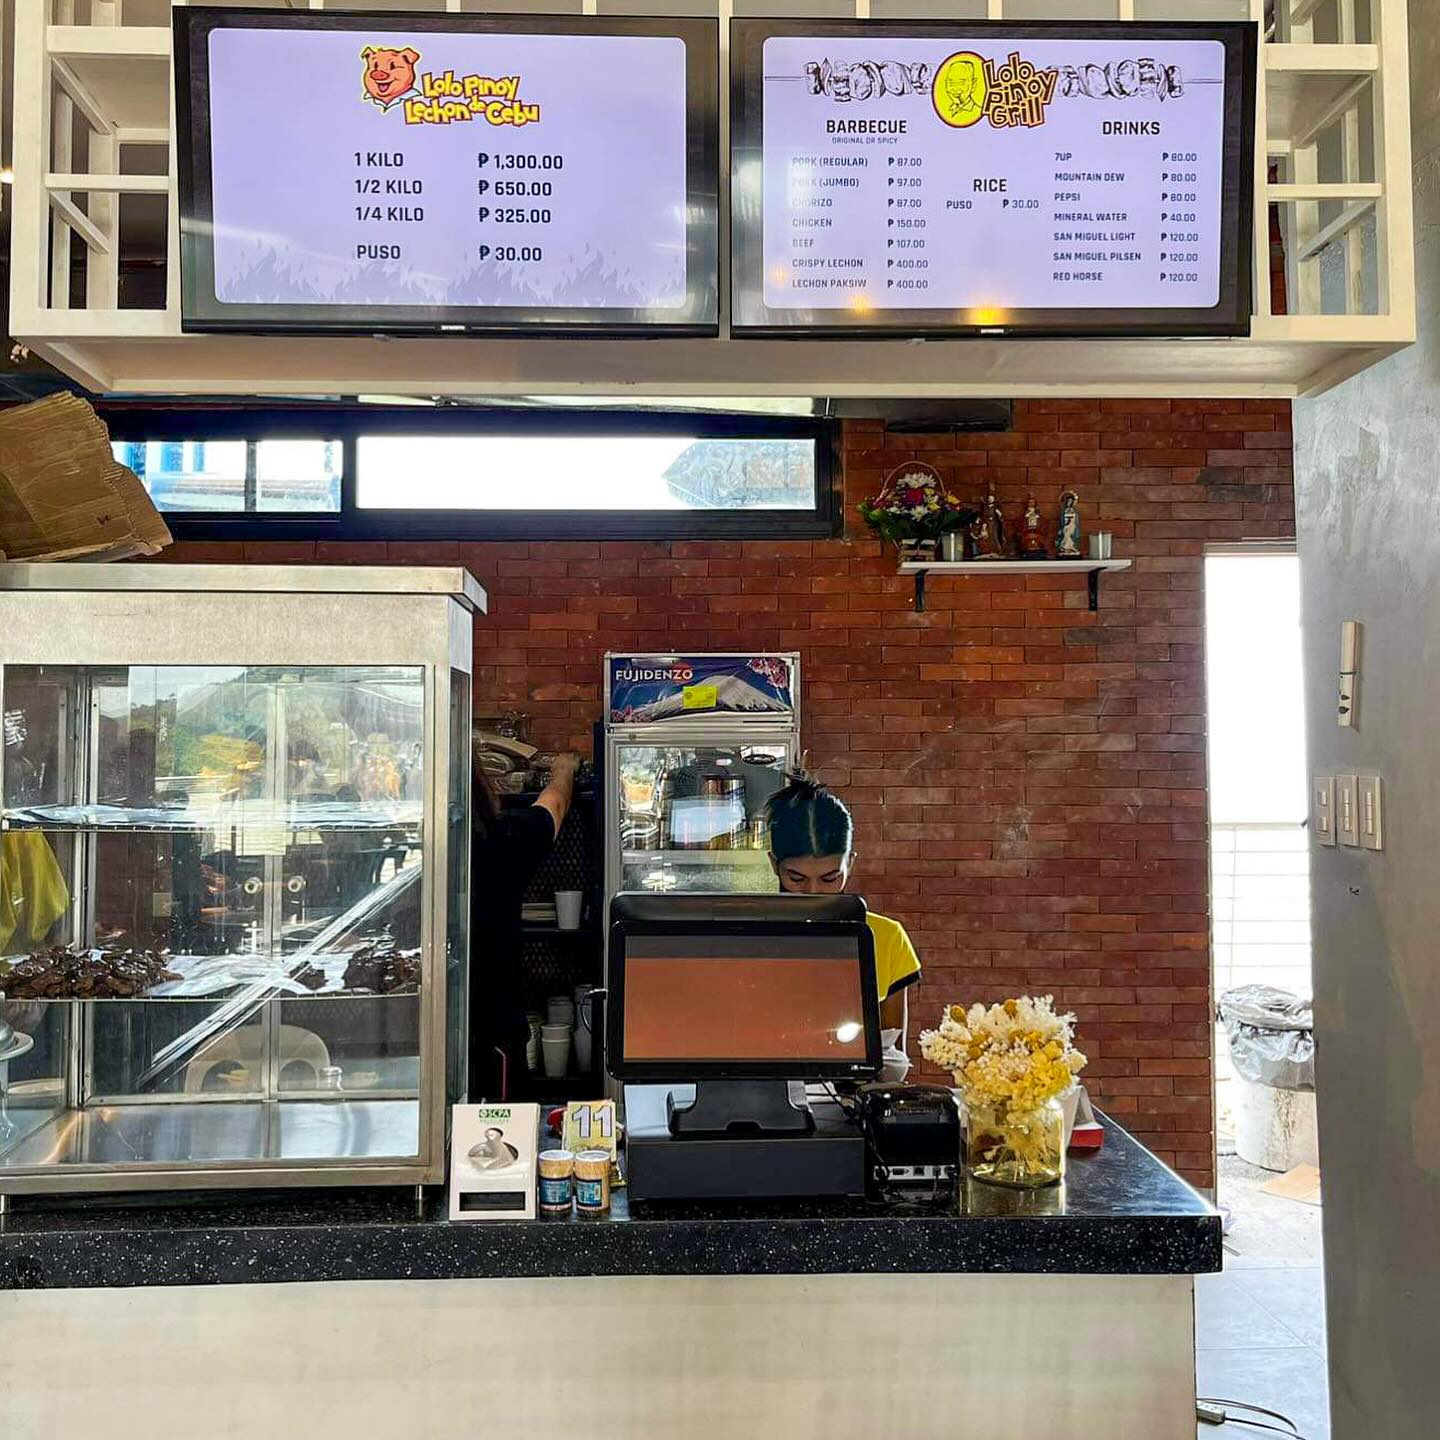 Lolo Pinoy
Lechon de Cebu
1 KILO ₱ 1,300.00
1/2 KILO ₱ 650.00
1/4 KILO ₱ 325.00
PUSO ₱ 30.00
Lolo
Pinoy
Grill
BARBECUE
ORIGINAL OR SPICY
PORK (REGULAR) ₱ 87.00
PORK (JUMBO) ₱ 97.00
CHORIZO ₱ 87.00
CHICKEN ₱ 150.00
BEEF ₱ 107.00
CRISPY LECHON ₱ 400.00
LECHON PAKSIW ₱ 400.00
RICE
PUSO ₱ 30.00
DRINKS
7UP ₱ 80.00
MOUNTAIN DEW ₱ 80.00
PEPSI ₱ 80.00
MINERAL WATER ₱ 40.00
SAN MIGUEL LIGHT ₱ 120.00
SAN MIGUEL PILSEN ₱ 120.00
RED HORSE ₱ 120.00
FUJIDENZO
SCPA
11